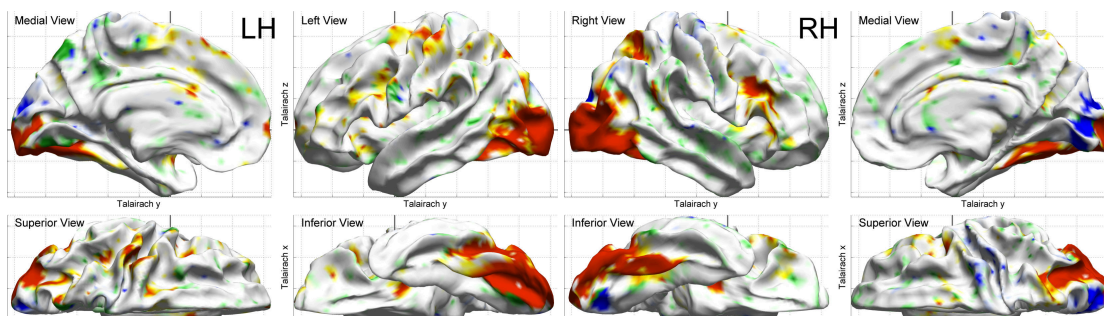 Medial View
LH
Left View
Right View
RH
Medial View
Talairach z
Talairach z
Talairach y
Talairach y
Talairach y
Talairach y
Superior View
Inferior View
Inferior View
Superior View
Talairach x
Talairach x